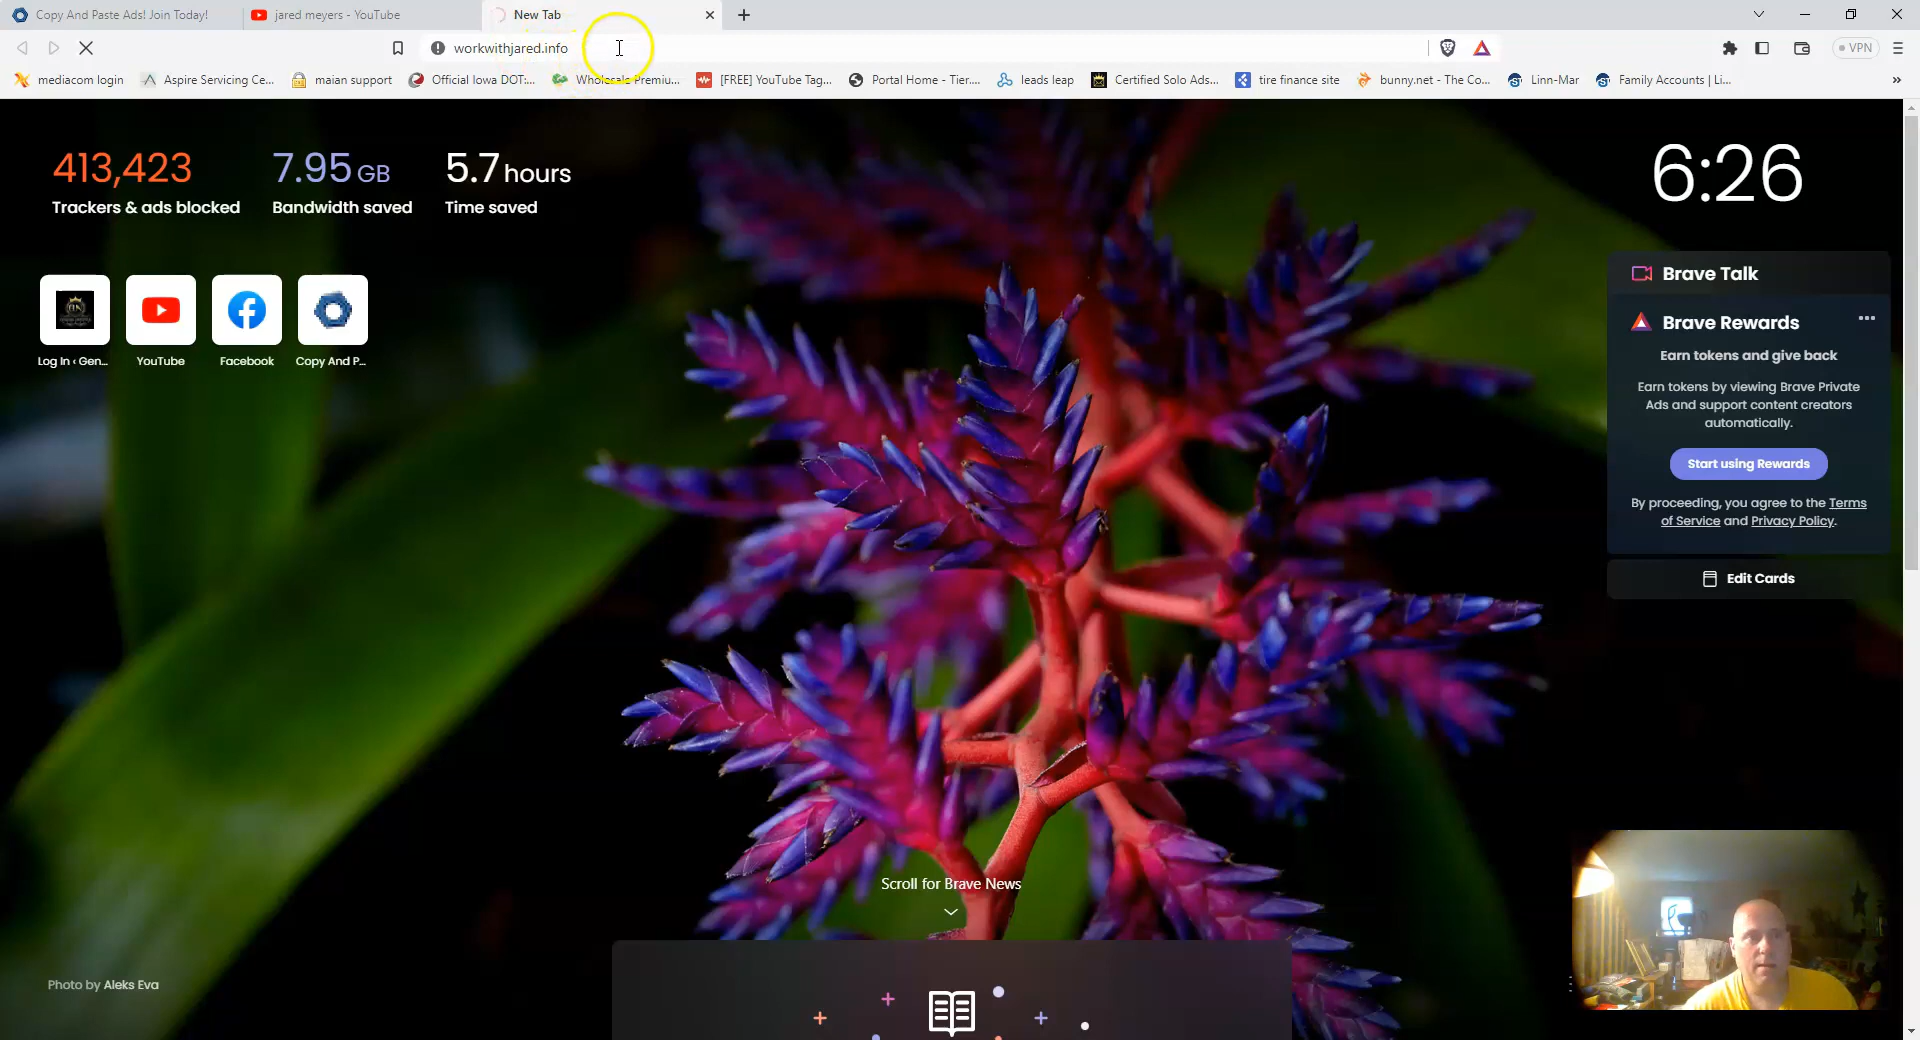 Copy And Paste Ads! Join Today!
jared meyers - YouTube
New Tab
workwithjared.info
VPN
mediacom login
Aspire Servicing Ce...
maian support
Official Iowa DOT:...
Wholesale Premiu...
[FREE] YouTube Tag...
Portal Home - Tier....
leads leap
Certified Solo Ads...
tire finance site
bunny.net - The Co...
Linn-Mar
Family Accounts | Li...
413,423
Trackers & ads blocked
7.95 GB
Bandwidth saved
5.7 hours
Time saved
6:26
Log In ‹ Gen...
YouTube
Facebook
Copy And P...
Brave Talk
Brave Rewards
Earn tokens and give back
Earn tokens by viewing Brave Private
Ads and support content creators
automatically.
Start using Rewards
By proceeding, you agree to the Terms
of Service and Privacy Policy.
Edit Cards
Scroll for Brave News
Photo by Aleks Eva